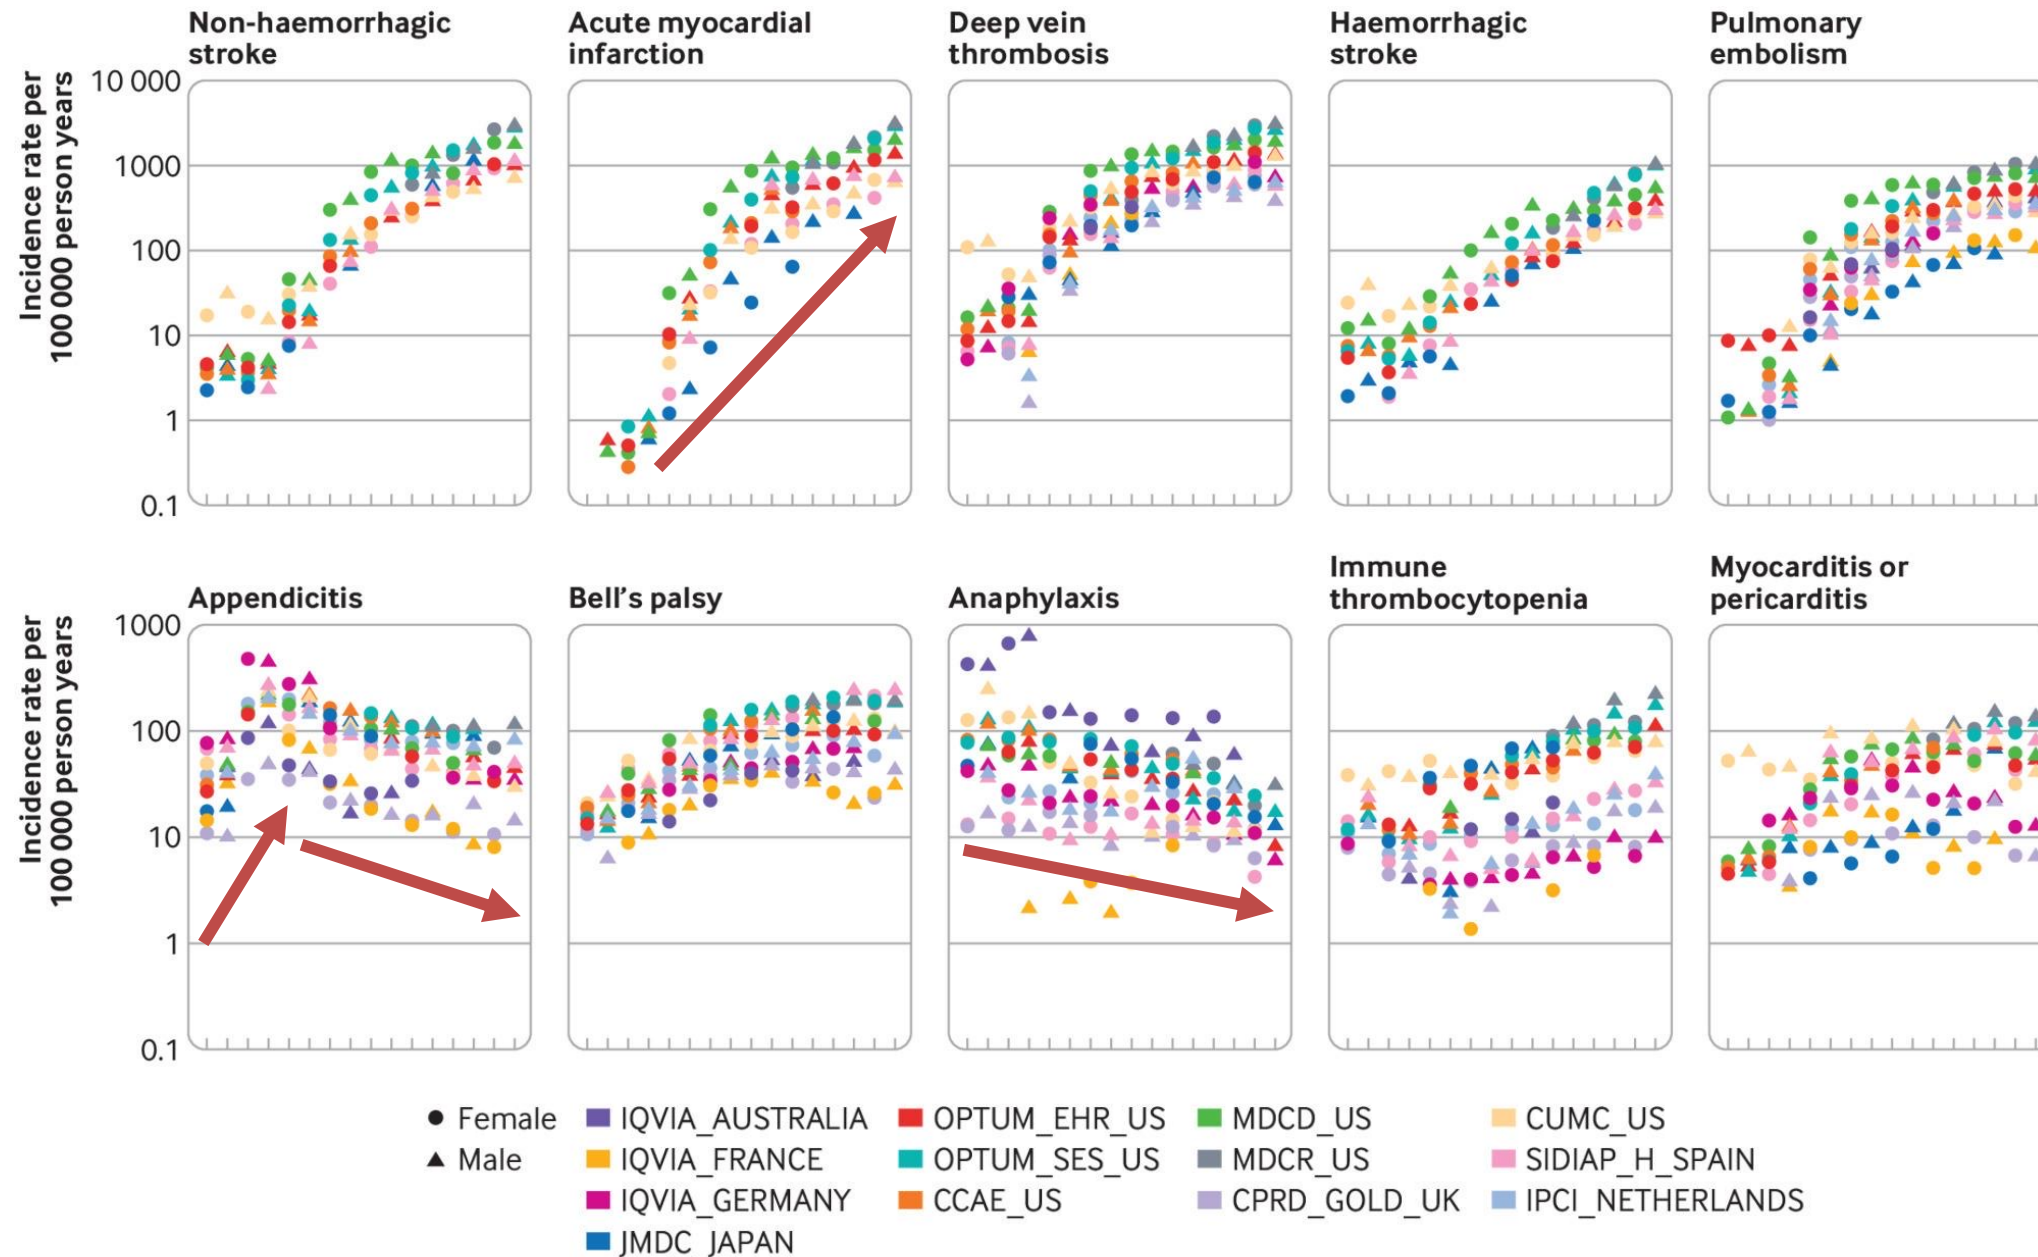 Non-haemorrhagic
stroke
Acute myocardial
infarction
Deep vein
thrombosis
Haemorrhagic
stroke
Pulmonary
embolism
Incidence rate per
100 000 person years
10 000
1000
100
10
1
0.1
Appendicitis
Bell's palsy
Anaphylaxis
Immune
thrombocytopenia
Myocarditis or
pericarditis
Incidence rate per
100 000 person years
1000
100
10
1
0.1
Female
Male
IQVIA_AUSTRALIA
IQVIA_FRANCE
IQVIA_GERMANY
JMDC_JAPAN
OPTUM_EHR_US
OPTUM_SES_US
CCAE_US
MDCD_US
MDCR_US
CPRD_GOLD_UK
CUMC_US
SIDIAP_H_SPAIN
IPCI_NETHERLANDS